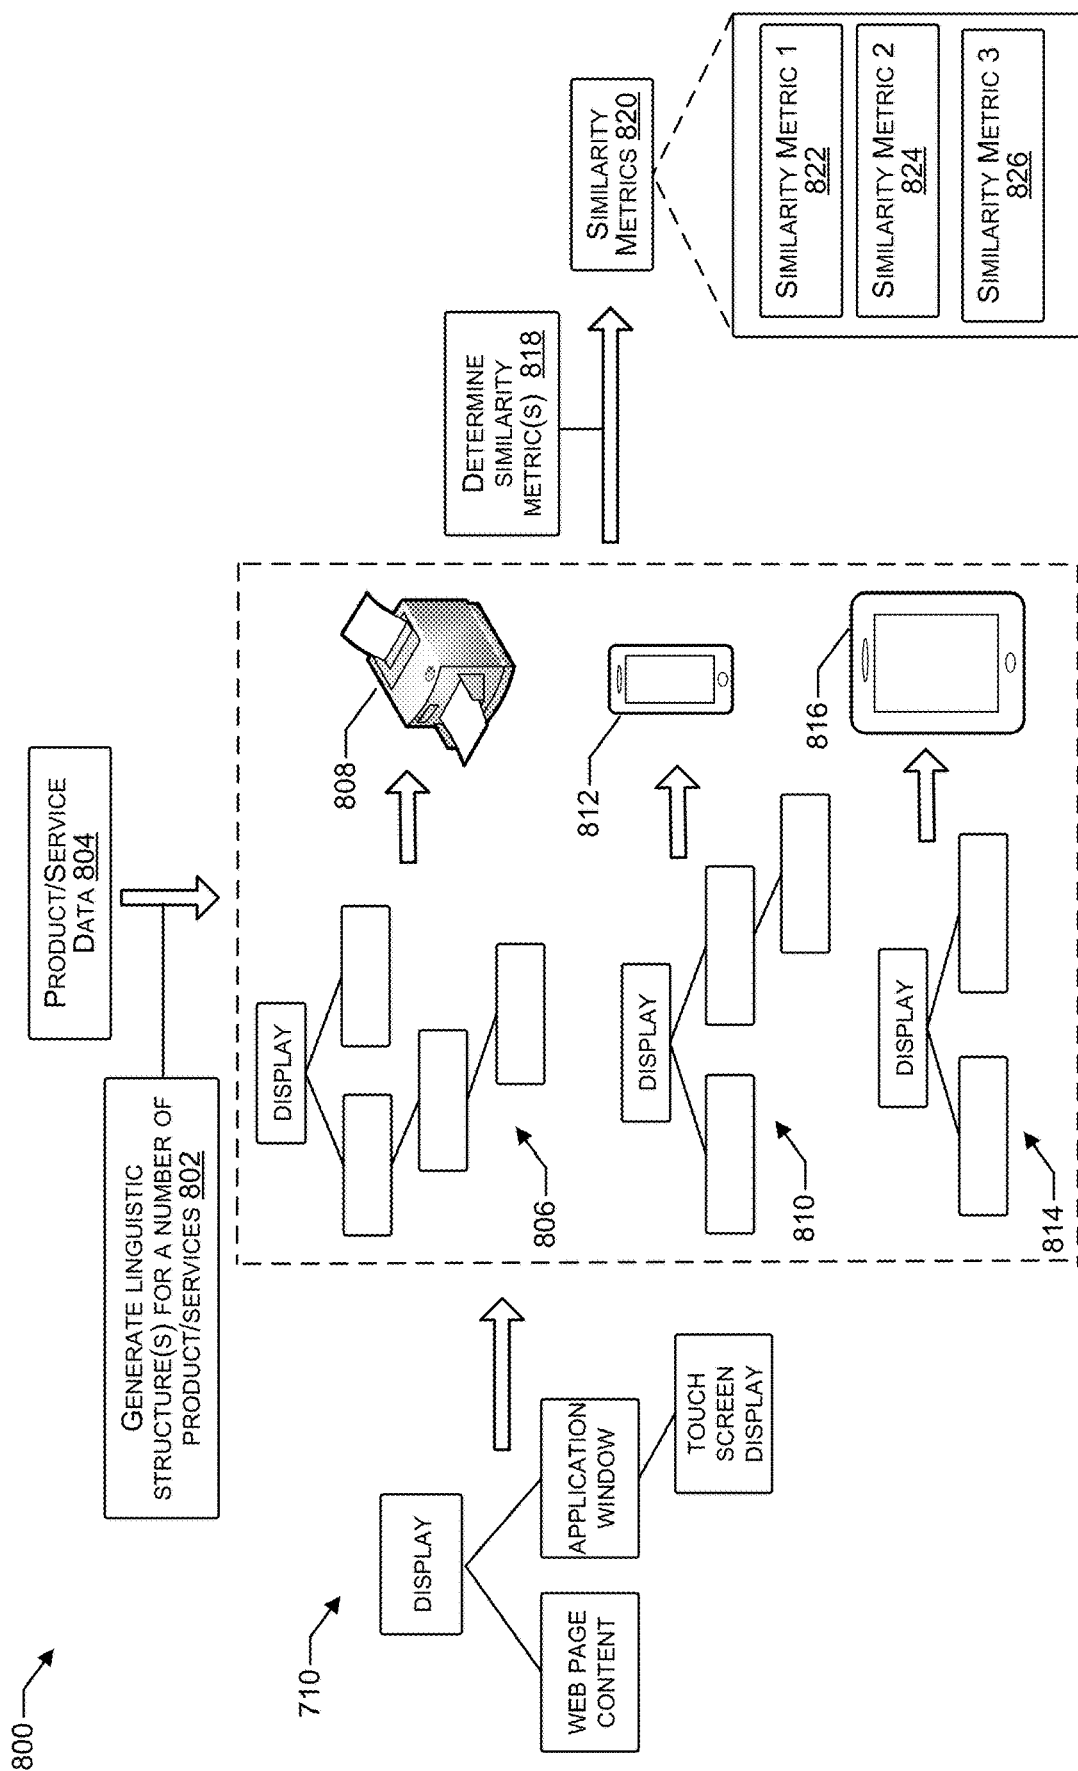 800
GENERATE LINGUISTIC
STRUCTURE(S) FOR A NUMBER OF
PRODUCT/SERVICES 802
PRODUCT/SERVICE
DATA 804
710
DISPLAY
WEB PAGE
CONTENT
APPLICATION
WINDOW
TOUCH
SCREEN
DISPLAY
DISPLAY
806
808
DISPLAY
810
812
DISPLAY
814
816
DETERMINE
SIMILARITY
METRIC(S) 818
SIMILARITY
METRICS 820
SIMILARITY METRIC 1
822
SIMILARITY METRIC 2
824
SIMILARITY METRIC 3
826